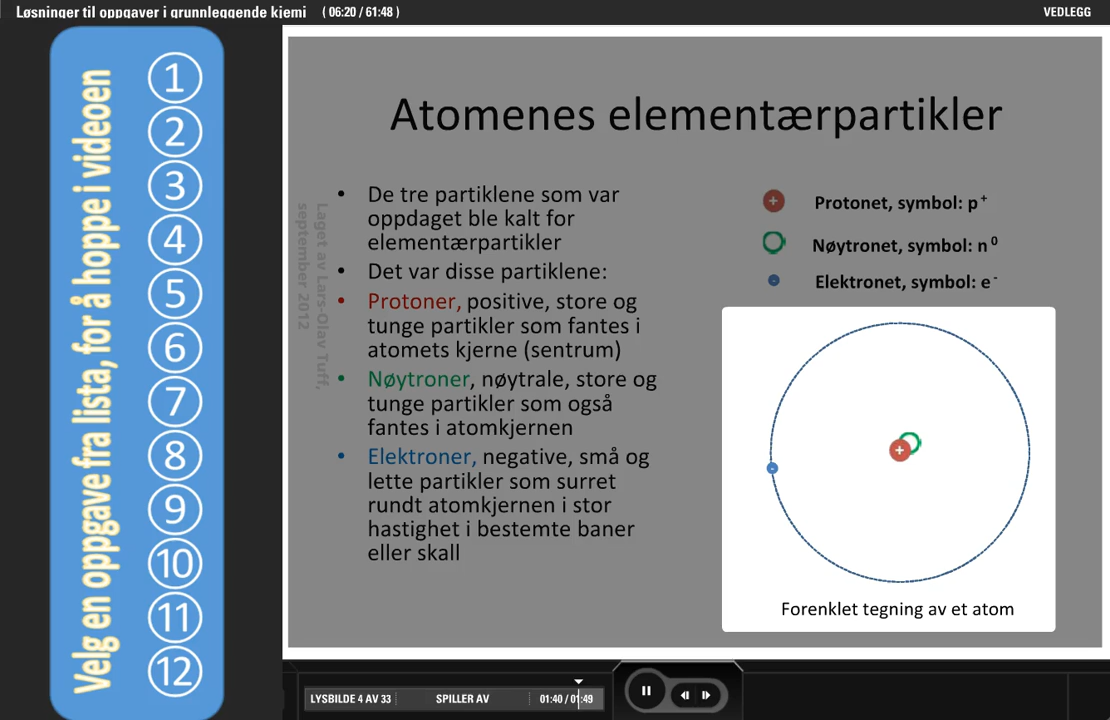 Løsninger til oppgaver i grunnleggende kjemi ( 06:20 / 61:48 )
VEDLEGG
Velg en oppgave fra lista, for å hoppe i videoen
1
2
3
4
5
6
7
8
9
10
11
12
Atomenes elementærpartikler
Laget av Lars-Olav Tuff,
september 2012
• De tre partiklene som var
oppdaget ble kalt for
elementærpartikler
• Det var disse partiklene:
• Protoner, positive, store og
tunge partikler som fantes i
atomets kjerne (sentrum)
• Nøytroner, nøytrale, store og
tunge partikler som også
fantes i atomkjernen
• Elektroner, negative, små og
lette partikler som surret
rundt atomkjernen i stor
hastighet i bestemte baner
eller skall
+ Protonet, symbol: p⁺
Nøytronet, symbol: n⁰
- Elektronet, symbol: e⁻
+
-
Forenklet tegning av et atom
LYSBILDE 4 AV 33 SPILLER AV 01:40 / 01:49